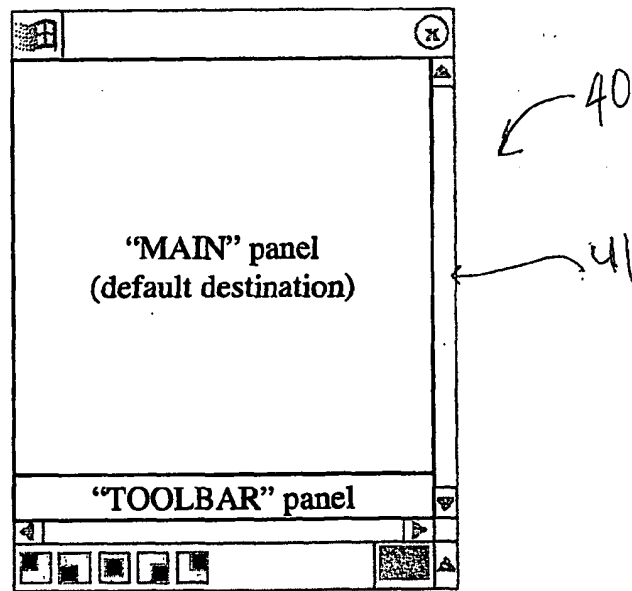 x
40
"MAIN" panel
(default destination)
41
"TOOLBAR" panel